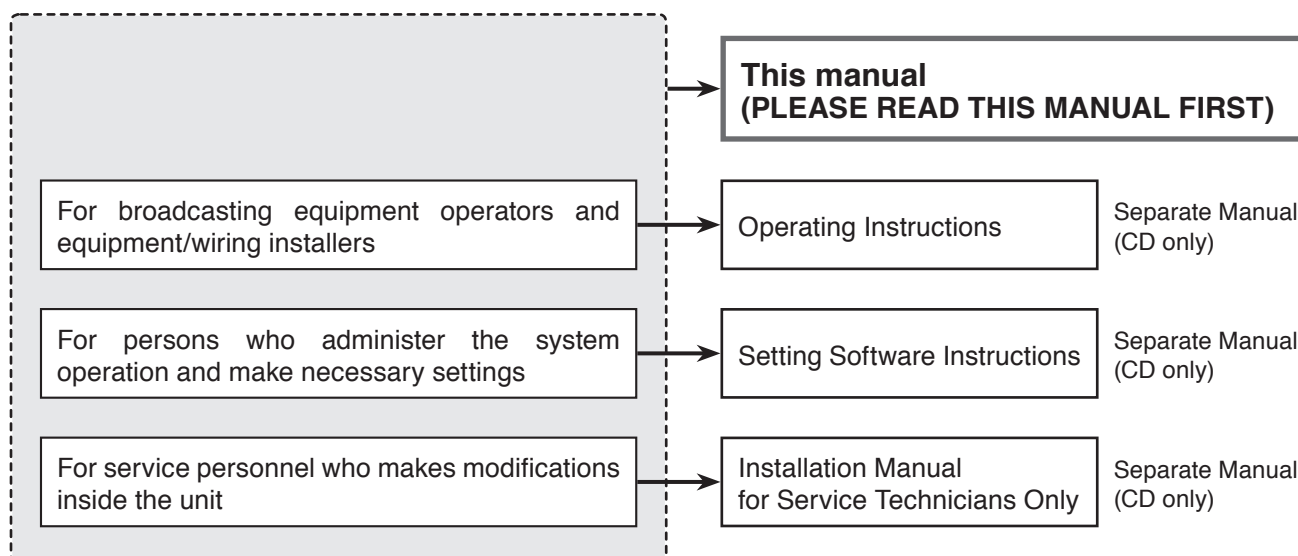 This manual
(PLEASE READ THIS MANUAL FIRST)
For broadcasting equipment operators and
equipment/wiring installers
Operating Instructions
Separate Manual
(CD only)
For persons who administer the system
operation and make necessary settings
Setting Software Instructions
Separate Manual
(CD only)
For service personnel who makes modifications
inside the unit
Installation Manual
for Service Technicians Only
Separate Manual
(CD only)